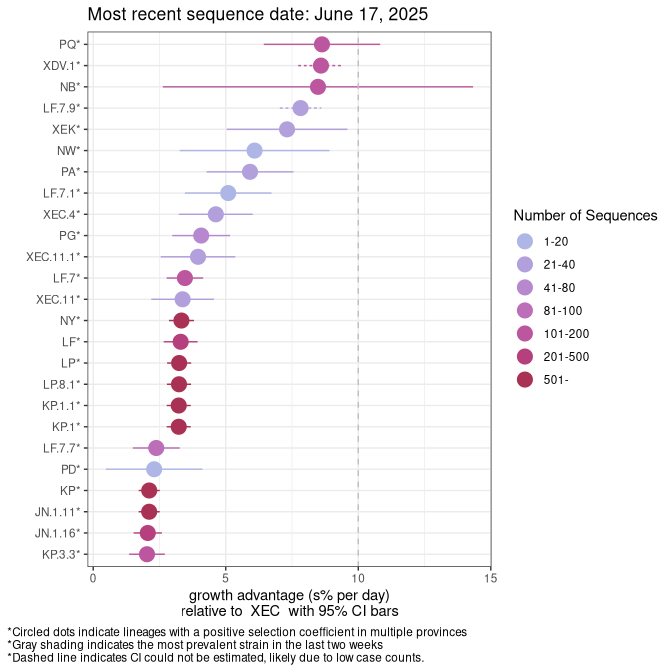 Most recent sequence date: June 17, 2025
PQ*
XDV.1*
NB*
LF.7.9*
XEK*
NW*
PA*
LF.7.1*
XEC.4*
PG*
XEC.11.1*
LF.7*
XEC.11*
NY*
LF*
LP*
LP.8.1*
KP.1.1*
KP.1*
LF.7.7*
PD*
KP*
JN.1.11*
JN.1.16*
KP.3.3*
0 5 10 15
growth advantage (s% per day)
relative to XEC with 95% CI bars
Number of Sequences
1-20
21-40
41-80
81-100
101-200
201-500
501-
*Circled dots indicate lineages with a positive selection coefficient in multiple provinces
*Gray shading indicates the most prevalent strain in the last two weeks
*Dashed line indicates CI could not be estimated, likely due to low case counts.